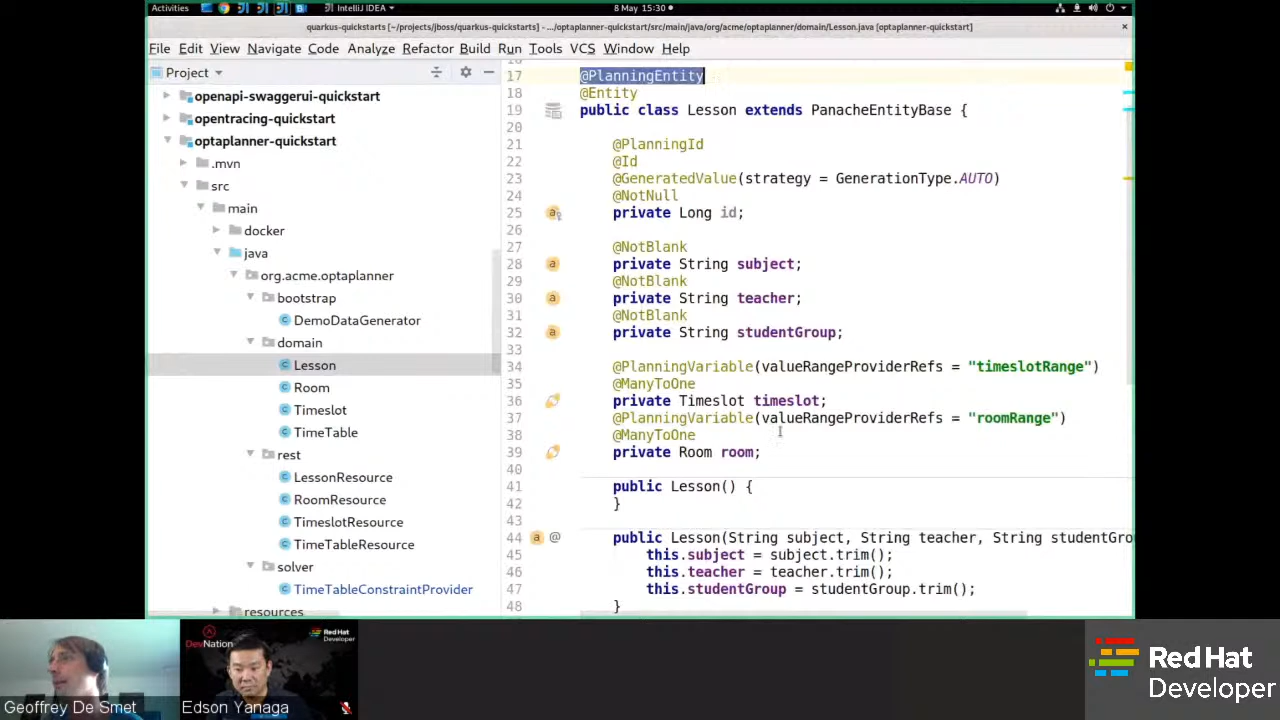 Activities
IntelliJ IDEA
8 May 15:30
quarkus-quickstarts [~/projects/jboss/quarkus-quickstarts] - .../optaplanner-quickstart/src/main/java/org/acme/optaplanner/domain/Lesson.java [optaplanner-quickstart]
File Edit View Navigate Code Analyze Refactor Build Run Tools VCS Window Help
Project
openapi-swaggerui-quickstart
opentracing-quickstart
optaplanner-quickstart
.mvn
src
main
docker
java
org.acme.optaplanner
bootstrap
DemoDataGenerator
domain
Lesson
Room
Timeslot
TimeTable
rest
LessonResource
RoomResource
TimeslotResource
TimeTableResource
solver
TimeTableConstraintProvider
resources
17 @PlanningEntity
18 @Entity
19 public class Lesson extends PanacheEntityBase {
20
21 @PlanningId
22 @Id
23 @GeneratedValue(strategy = GenerationType.AUTO)
24 @NotNull
25 private Long id;
26
27 @NotBlank
28 private String subject;
29 @NotBlank
30 private String teacher;
31 @NotBlank
32 private String studentGroup;
33
34 @PlanningVariable(valueRangeProviderRefs = "timeslotRange")
35 @ManyToOne
36 private Timeslot timeslot;
37 @PlanningVariable(valueRangeProviderRefs = "roomRange")
38 @ManyToOne
39 private Room room;
40
41 public Lesson() {
42 }
43
44 public Lesson(String subject, String teacher, String studentGro
45 this.subject = subject.trim();
46 this.teacher = teacher.trim();
47 this.studentGroup = studentGroup.trim();
48 }
Geoffrey De Smet
DevNation
Red Hat
Developer
Edson Yanaga
Red Hat
Developer